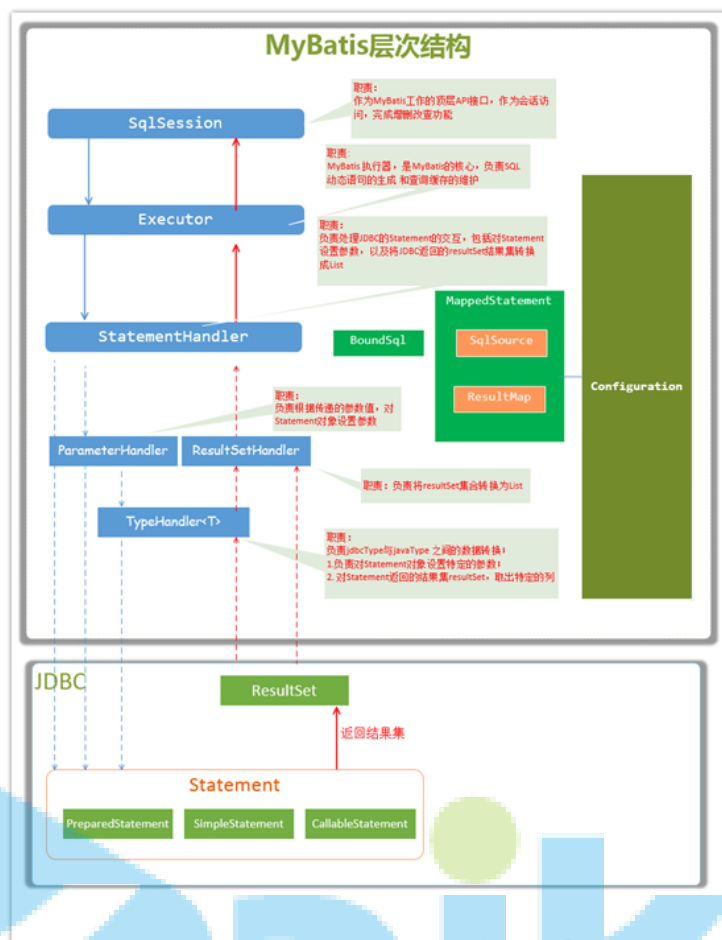 MyBatis层次结构
SqlSession
职责：
作为MyBatis工作的顶层API接口，作为会话访
问，完成增删改查功能
职责：
MyBatis 执行器，是MyBatis的核心，负责SQL
动态语句的生成 和查询缓存的维护
Executor
职责：
负责处理JDBC的Statement的交互，包括对Statement
设置参数，以及将JDBC返回的resultSet结果集转换
成List
StatementHandler
BoundSql
MappedStatement
SqlSource
ResultMap
Configuration
职责：
负责根据传递的参数值，对
Statement对象设置参数
ParameterHandler
ResultSetHandler
职责：负责将resultSet集合转换为List
TypeHandler<T>
职责：
负责jdbcType与javaType 之间的数据转换：
1.负责对Statement对象设置特定的参数；
2. 对Statement返回的结果集resultSet，取出特定的列
JDBC
ResultSet
返回结果集
Statement
PreparedStatement
SimpleStatement
CallableStatement